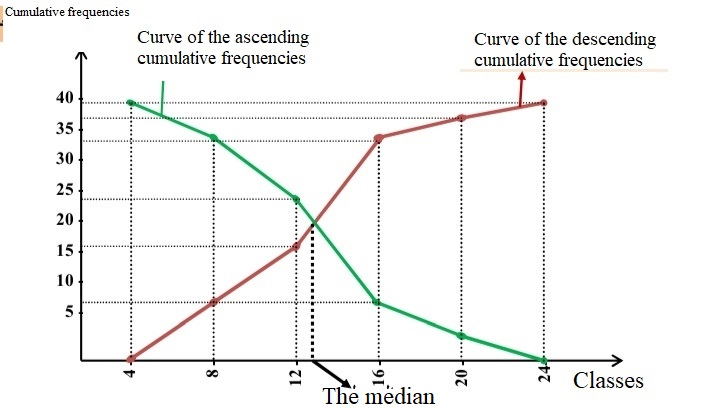 Cumulative frequencies
Curve of the ascending
cumulative frequencies
Curve of the descending
cumulative frequencies
40
35
30
25
20
15
10
5
4
8
12
16
20
24
Classes
The median